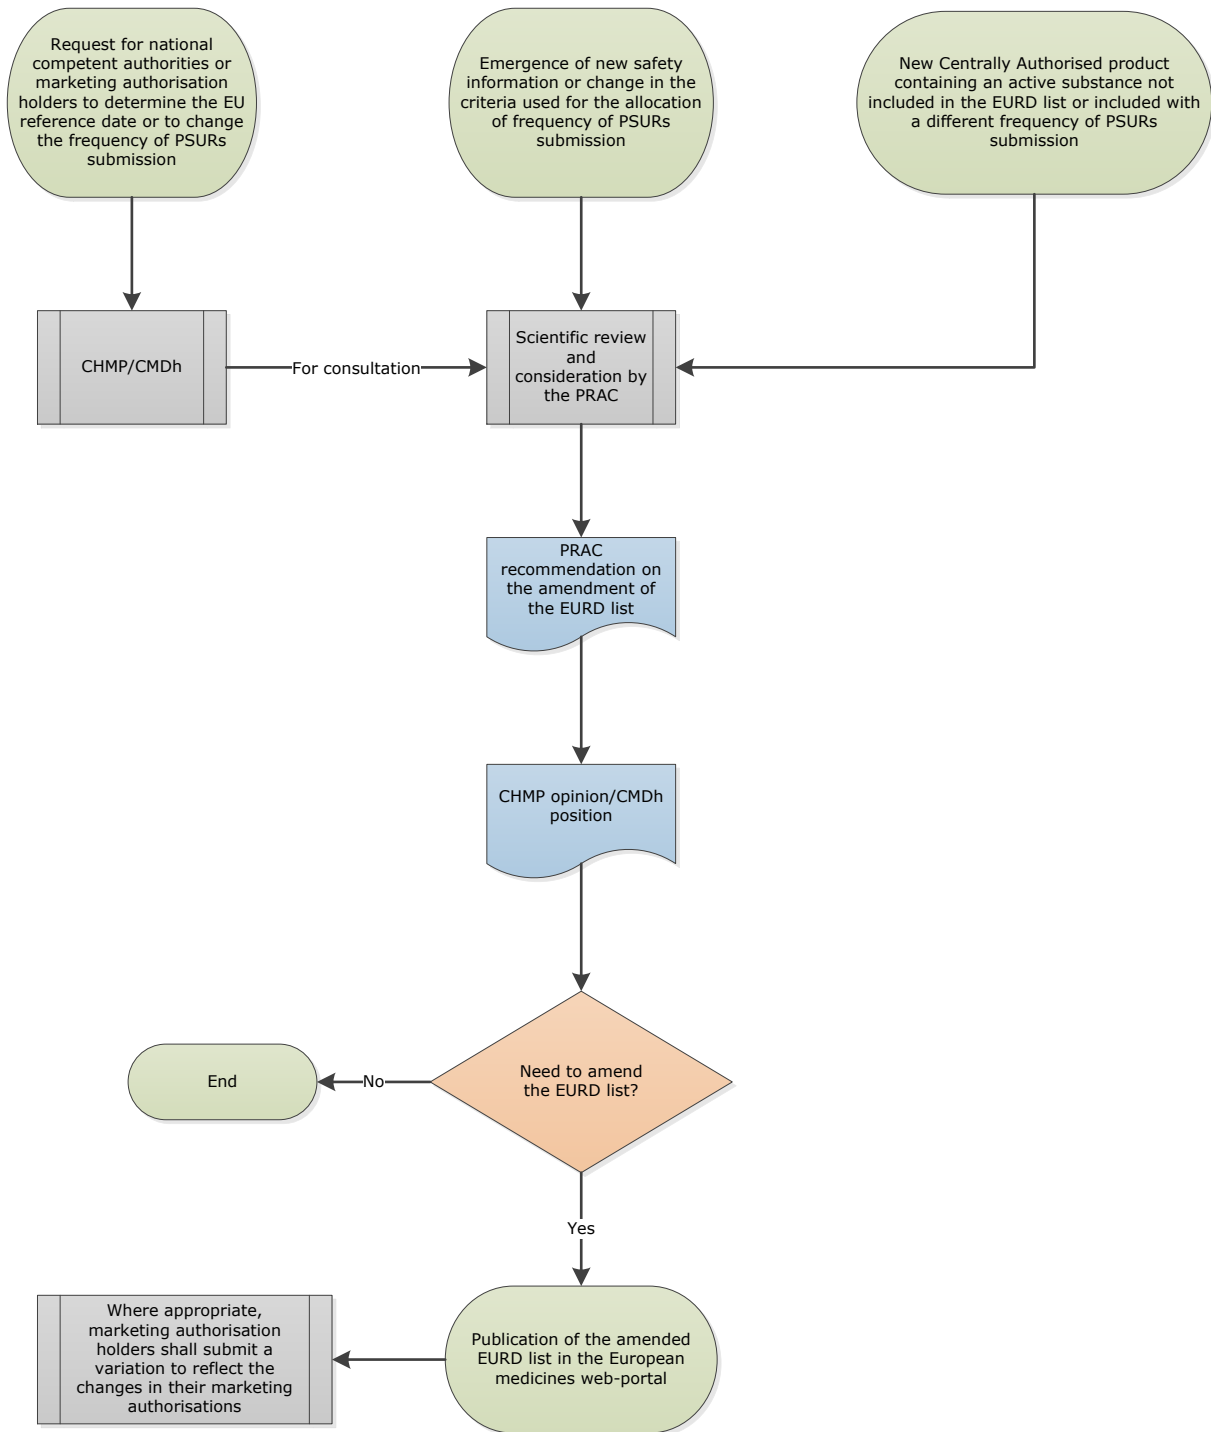 Request for national
competent authorities or
marketing authorisation
holders to determine the EU
reference date or to change
the frequency of PSURs
submission
Emergence of new safety
information or change in the
criteria used for the allocation
of frequency of PSURs
submission
New Centrally Authorised product
containing an active substance not
included in the EURD list or included with
a different frequency of PSURs
submission
CHMP/CMDh
For consultation
Scientific review
and
consideration by
the PRAC
PRAC
recommendation on
the amendment of
the EURD list
CHMP opinion/CMDh
position
Need to amend
the EURD list?
No
End
Yes
Publication of the amended
EURD list in the European
medicines web-portal
Where appropriate,
marketing authorisation
holders shall submit a
variation to reflect the
changes in their marketing
authorisations